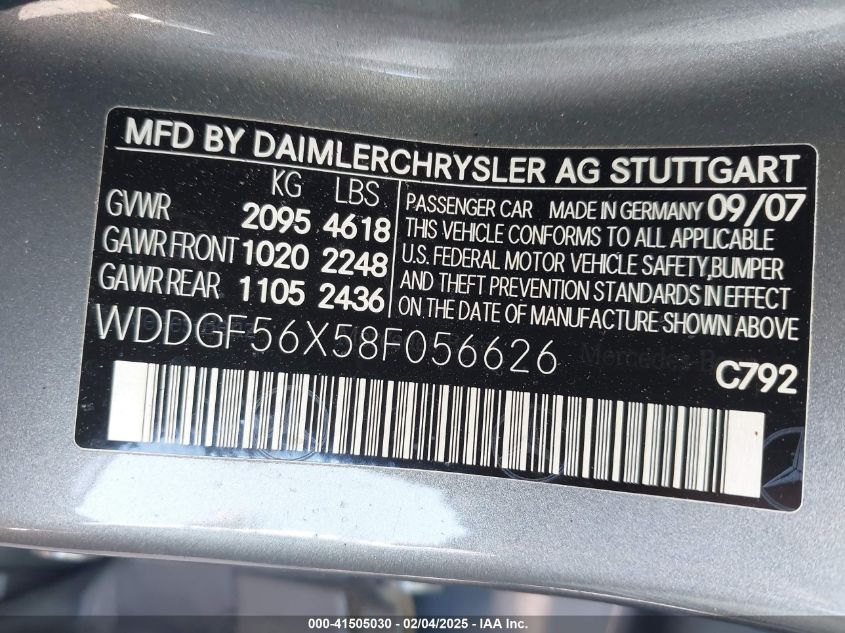 MFD BY DAIMLERCHRYSLER AG STUTTGART
KG LBS
GVWR 2095 4618
GAWR FRONT 1020 2248
GAWR REAR 1105 2436
PASSENGER CAR MADE IN GERMANY 09/07
THIS VEHICLE CONFORMS TO ALL APPLICABLE
U.S. FEDERAL MOTOR VEHICLE SAFETY,BUMPER
AND THEFT PREVENTION STANDARDS IN EFFECT
ON THE DATE OF MANUFACTURE SHOWN ABOVE
WDDGF56X58F056626
C792
000-41505030 - 02/04/2025 - IAA Inc.